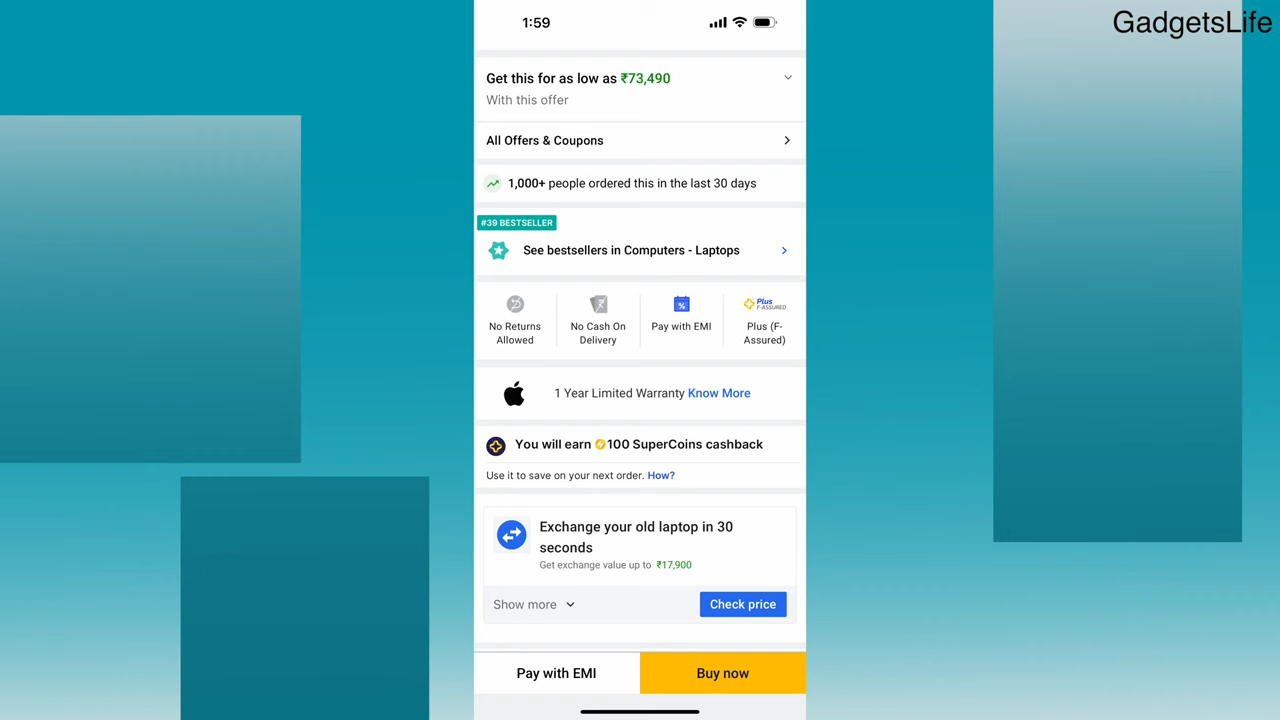 GadgetsLife
1:59
Get this for as low as ₹73,490
With this offer
All Offers & Coupons
1,000+ people ordered this in the last 30 days
#39 BESTSELLER
See bestsellers in Computers - Laptops
No Returns
Allowed
No Cash On
Delivery
Pay with EMI
Plus
F-ASSURED
Plus (F-
Assured)
1 Year Limited Warranty Know More
You will earn 100 SuperCoins cashback
Use it to save on your next order. How?
Exchange your old laptop in 30
seconds
Get exchange value up to ₹17,900
Show more
Check price
Pay with EMI
Buy now